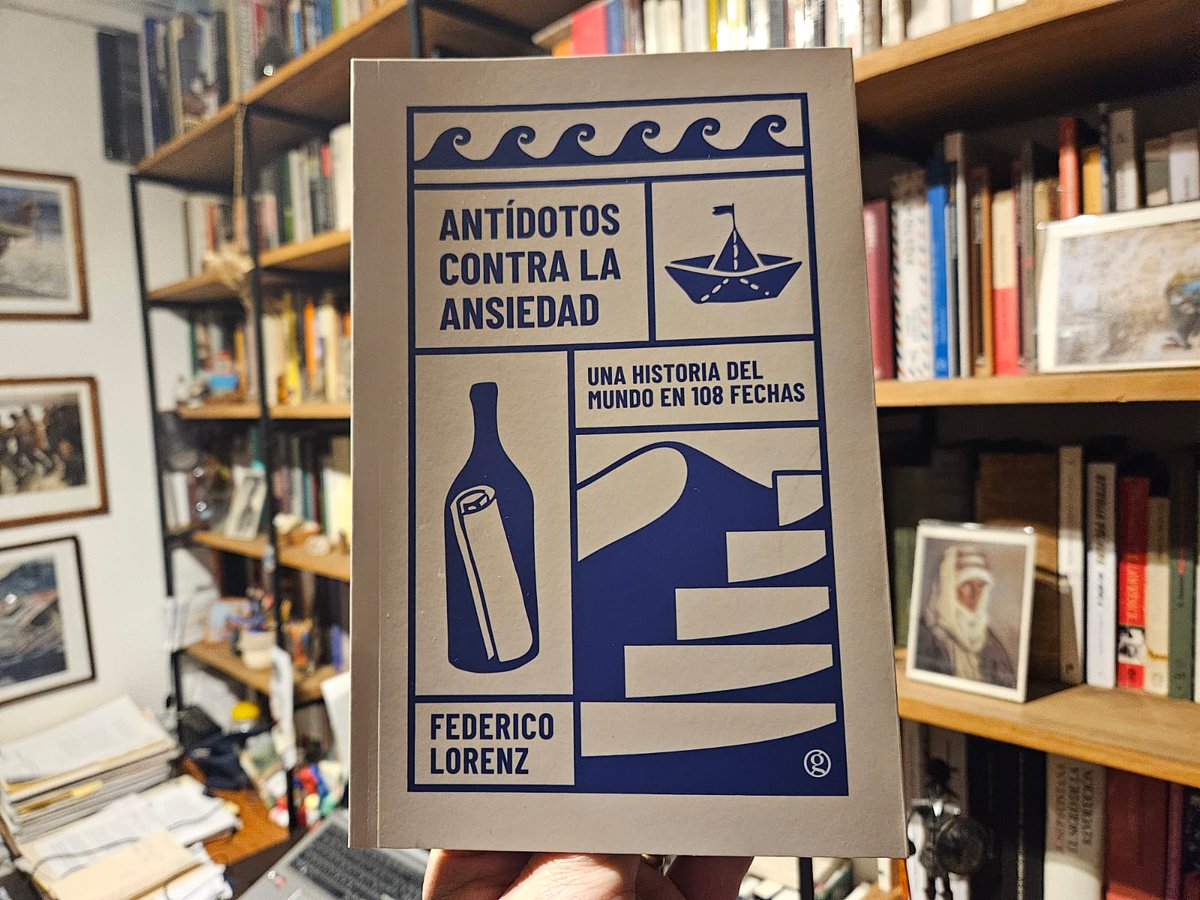 ANTÍDOTOS
CONTRA LA
ANSIEDAD
UNA HISTORIA DEL
MUNDO EN 108 FECHAS
FEDERICO
LORENZ
g